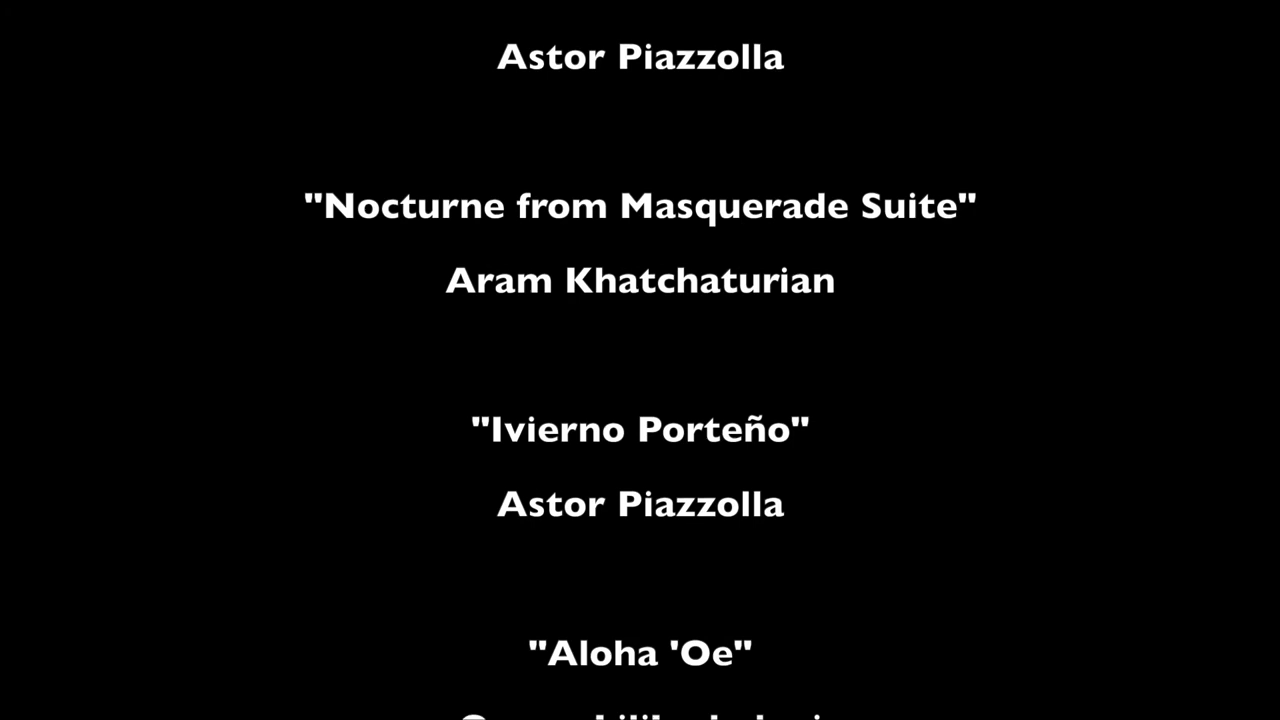 Astor Piazzolla
"Nocturne from Masquerade Suite"
Aram Khatchaturian
"Ivierno Porteño"
Astor Piazzolla
"Aloha 'Oe"